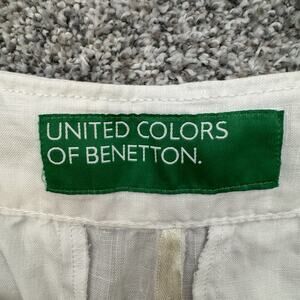 UNITED COLORS
OF BENETTON.